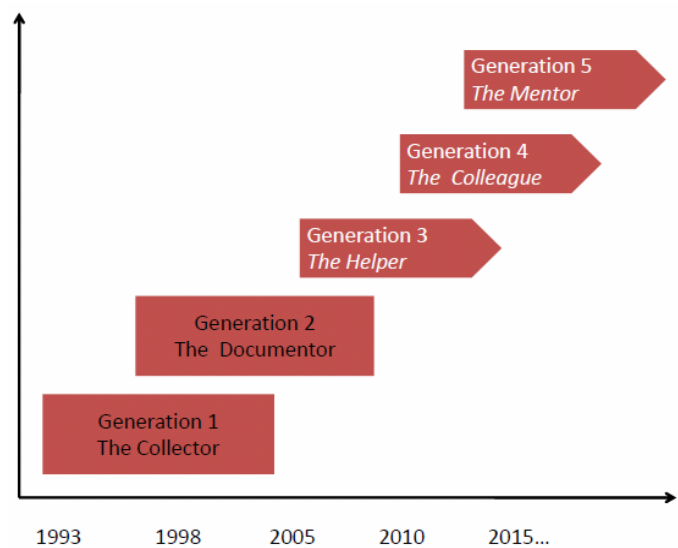 Generation 5
The Mentor
Generation 4
The Colleague
Generation 3
The Helper
Generation 2
The Documentor
Generation 1
The Collector
1993 1998 2005 2010 2015...